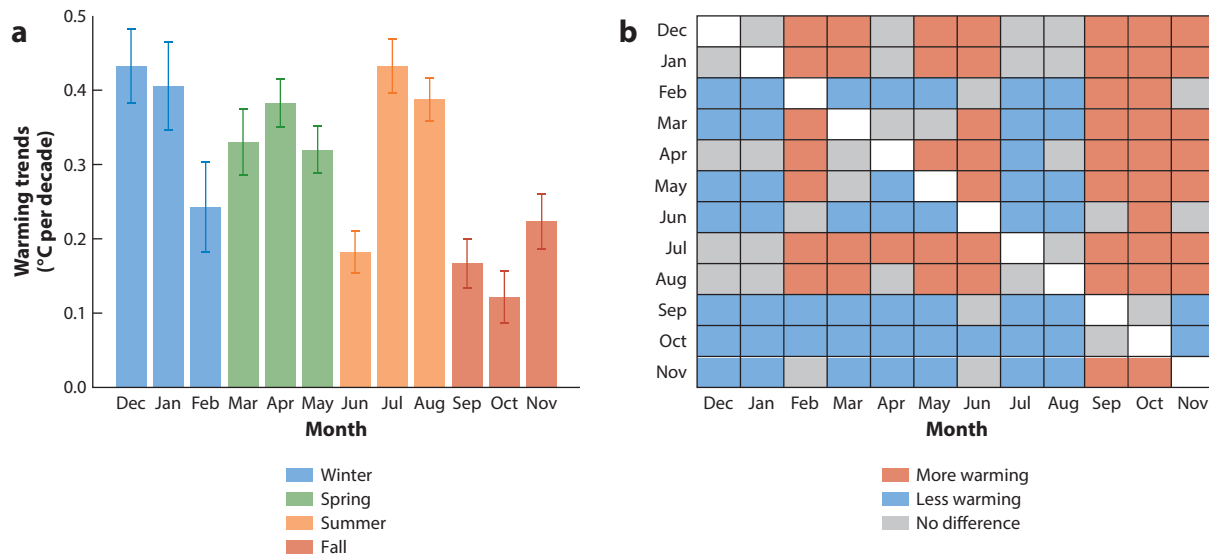 a
0.5
0.4
0.3
0.2
0.1
0.0
Warming trends
(°C per decade)
Dec Jan Feb Mar Apr May Jun Jul Aug Sep Oct Nov
Month
Winter
Spring
Summer
Fall
b
Dec
Jan
Feb
Mar
Apr
May
Jun
Jul
Aug
Sep
Oct
Nov
Dec Jan Feb Mar Apr May Jun Jul Aug Sep Oct Nov
Month
More warming
Less warming
No difference